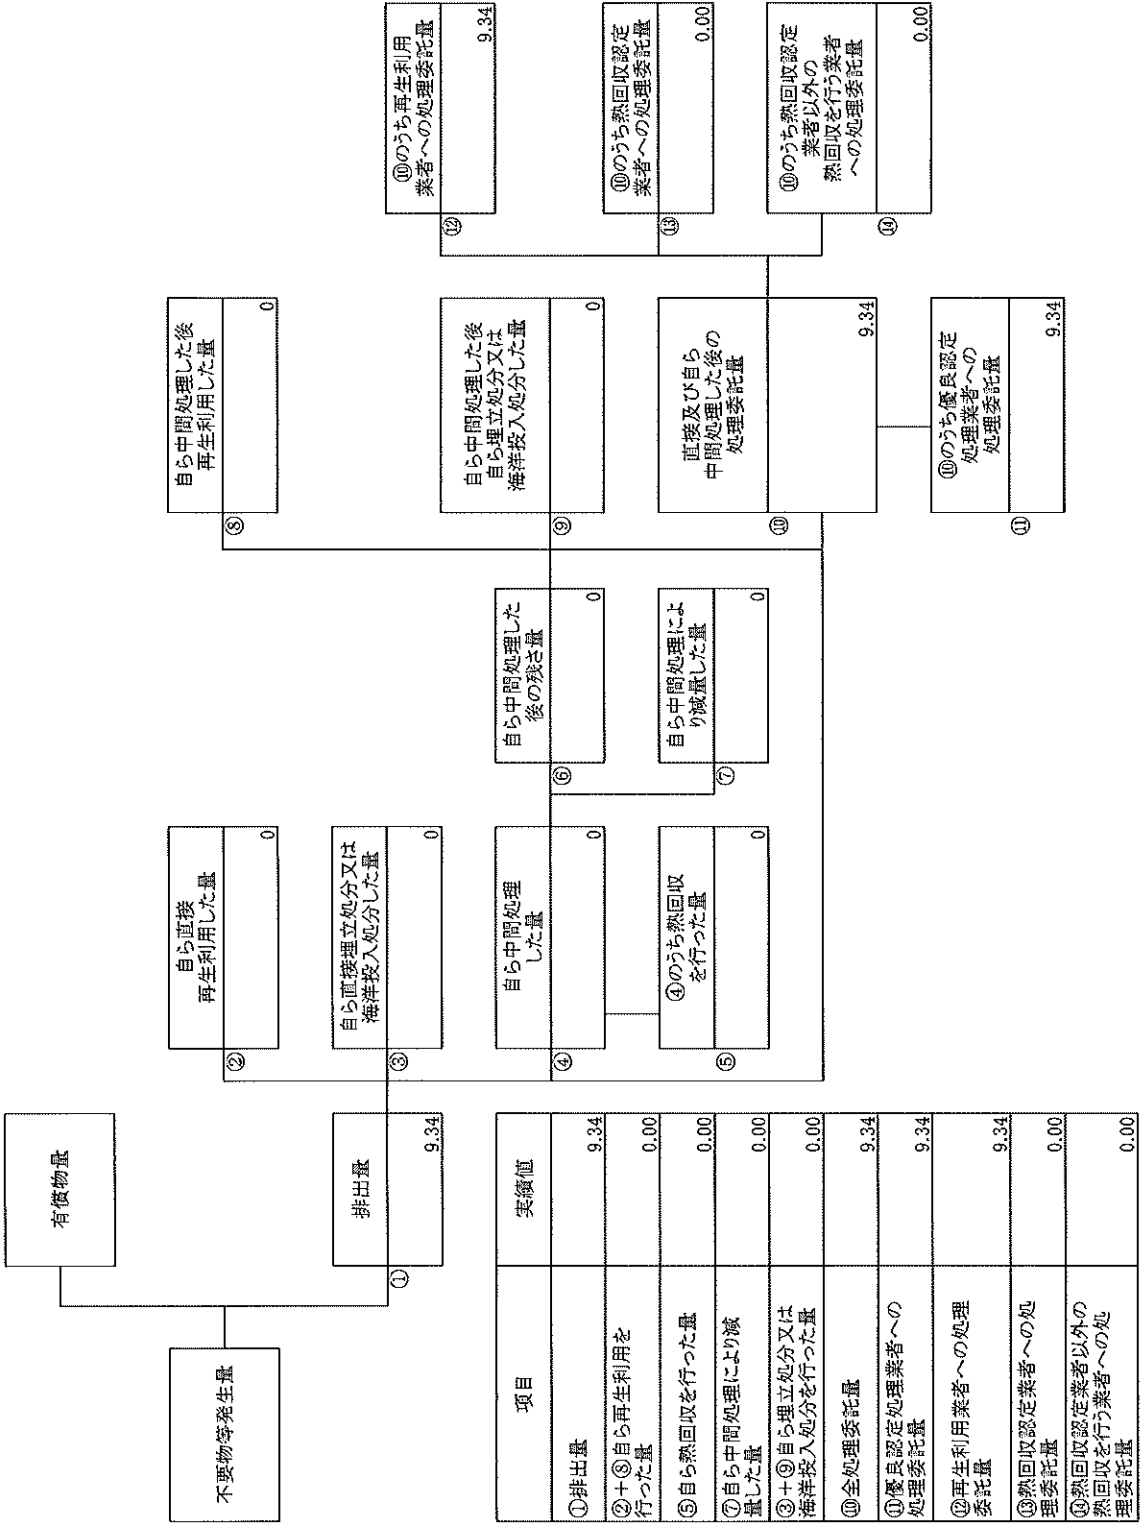 不要物等発生量
有償物量
排出量
①
9.34
自ら直接
再生利用した量
②
0
自ら直接埋立処分又は
海洋投入処分した量
③
0
自ら中間処理
した量
④
0
④のうち熱回収
を行った量
⑤
0
自ら中間処理した
後の残さ量
⑥
0
自ら中間処理によ
り減量した量
⑦
0
自ら中間処理した後
再生利用した量
⑧
0
自ら中間処理した後
自ら埋立処分又は
海洋投入処分した量
⑨
0
直接及び自ら
中間処理した後の
処理委託量
⑩
9.34
⑩のうち優良認定
処理業者への
処理委託量
⑪
9.34
⑩のうち再生利用
業者への処理委託量
⑫
9.34
⑩のうち熱回収認定
業者への処理委託量
⑬
0.00
⑩のうち熱回収認定
業者以外の
熱回収を行う業者
への処理委託量
⑭
0.00
項目 実績値
①排出量 9.34
②+⑧自ら再生利用を
行った量 0.00
⑤自ら熱回収を行った量 0.00
⑦自ら中間処理により減
量した量 0.00
③+⑨自ら埋立処分又は
海洋投入処分を行った量 0.00
⑩全処理委託量 9.34
⑪優良認定処理業者への
処理委託量 9.34
⑫再生利用業者への処理
委託量 9.34
⑬熱回収認定業者への処
理委託量 0.00
⑭熱回収認定業者以外の
熱回収を行う業者への処
理委託量 0.00